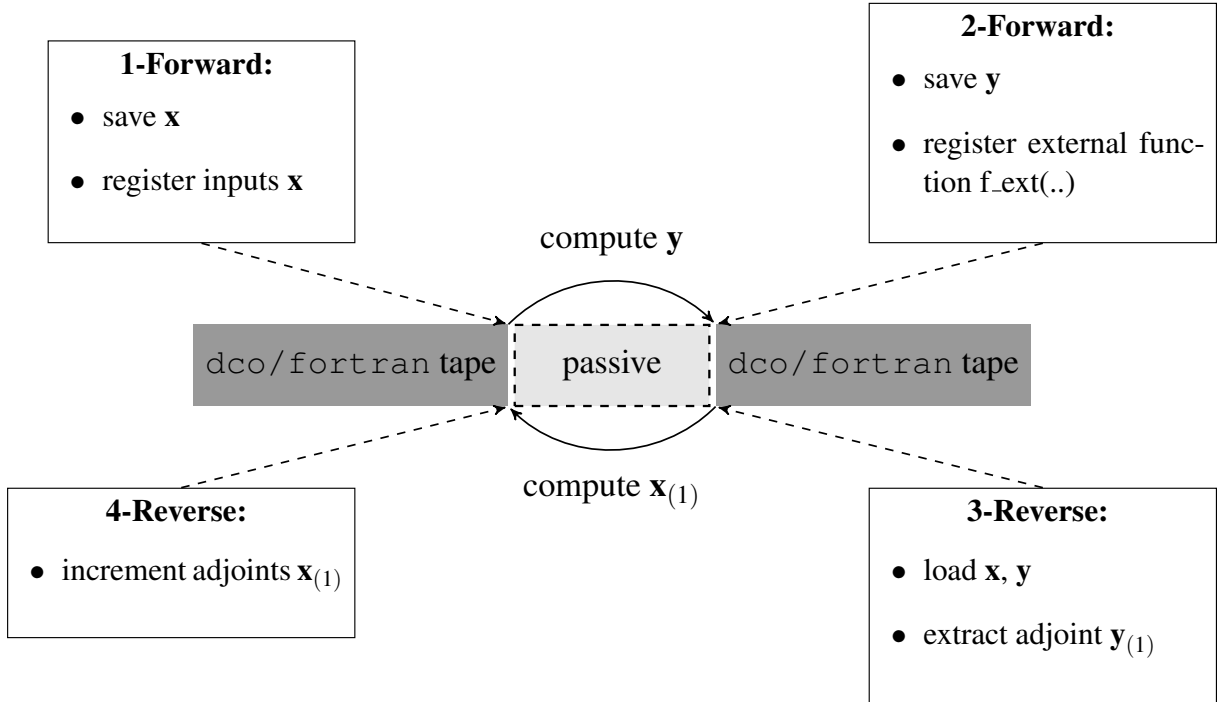 1-Forward:
• save x
• register inputs x
2-Forward:
• save y
• register external func-
tion f_ext(..)
compute y
dco/fortran tape
passive
dco/fortran tape
compute x(1)
4-Reverse:
• increment adjoints x(1)
3-Reverse:
• load x, y
• extract adjoint y(1)